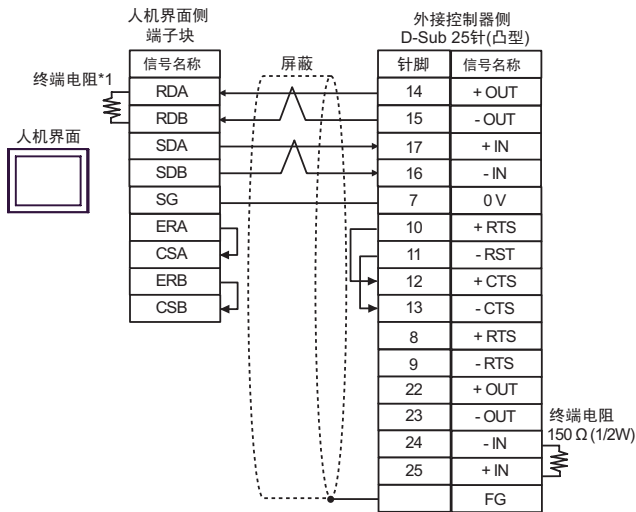 人机界面侧
端子块
外接控制器侧
D-Sub 25针(凸型)
信号名称
屏蔽
针脚 信号名称
终端电阻*1
RDA 14 + OUT
RDB 15 - OUT
人机界面
SDA 17 + IN
SDB 16 - IN
SG 7 0 V
ERA 10 + RTS
CSA 11 - RST
ERB 12 + CTS
CSB 13 - CTS
8 + RTS
9 - RTS
22 + OUT
23 - OUT
终端电阻
150 Ω (1/2W)
24 - IN
25 + IN
FG